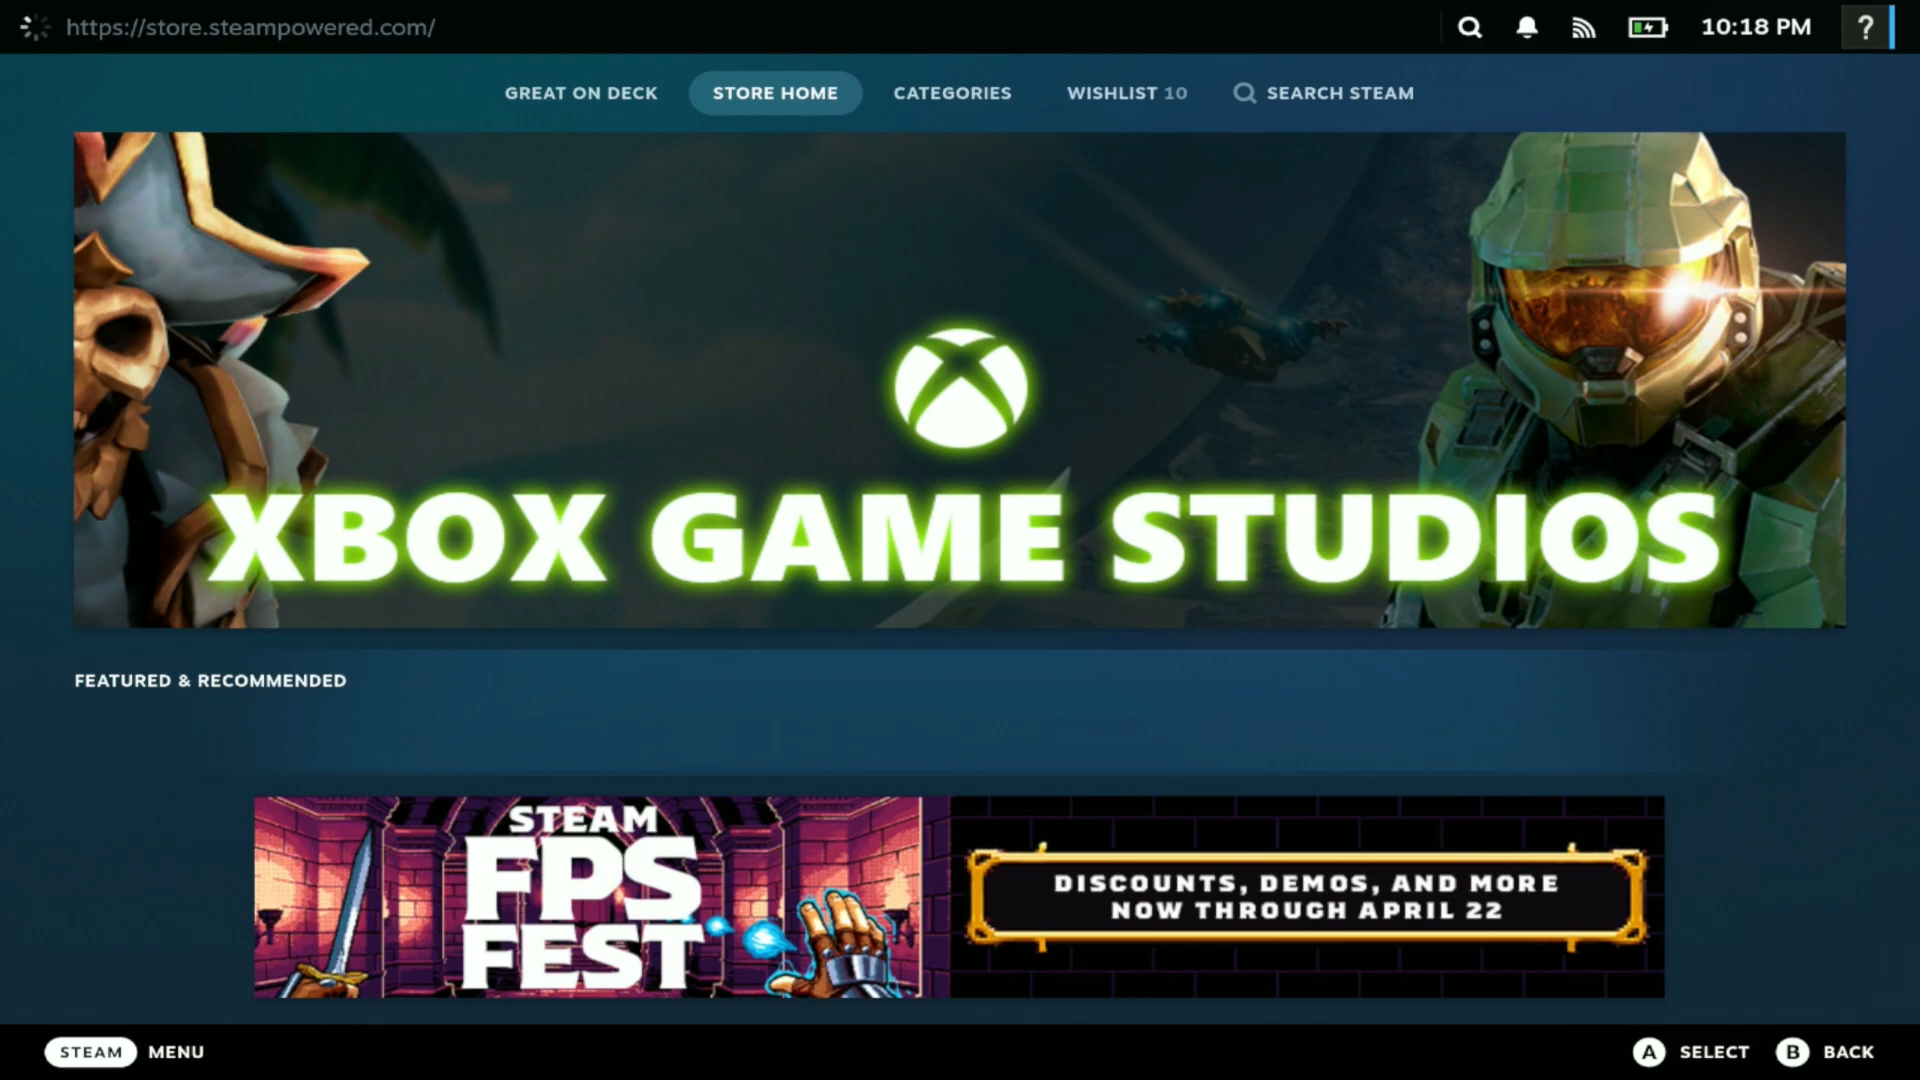 https://store.steampowered.com/
10:18 PM
?
GREAT ON DECK
STORE HOME
CATEGORIES
WISHLIST 10
SEARCH STEAM
XBOX GAME STUDIOS
FEATURED & RECOMMENDED
STEAM
FPS
FEST
DISCOUNTS, DEMOS, AND MORE
NOW THROUGH APRIL 22
STEAM MENU
A SELECT
B BACK